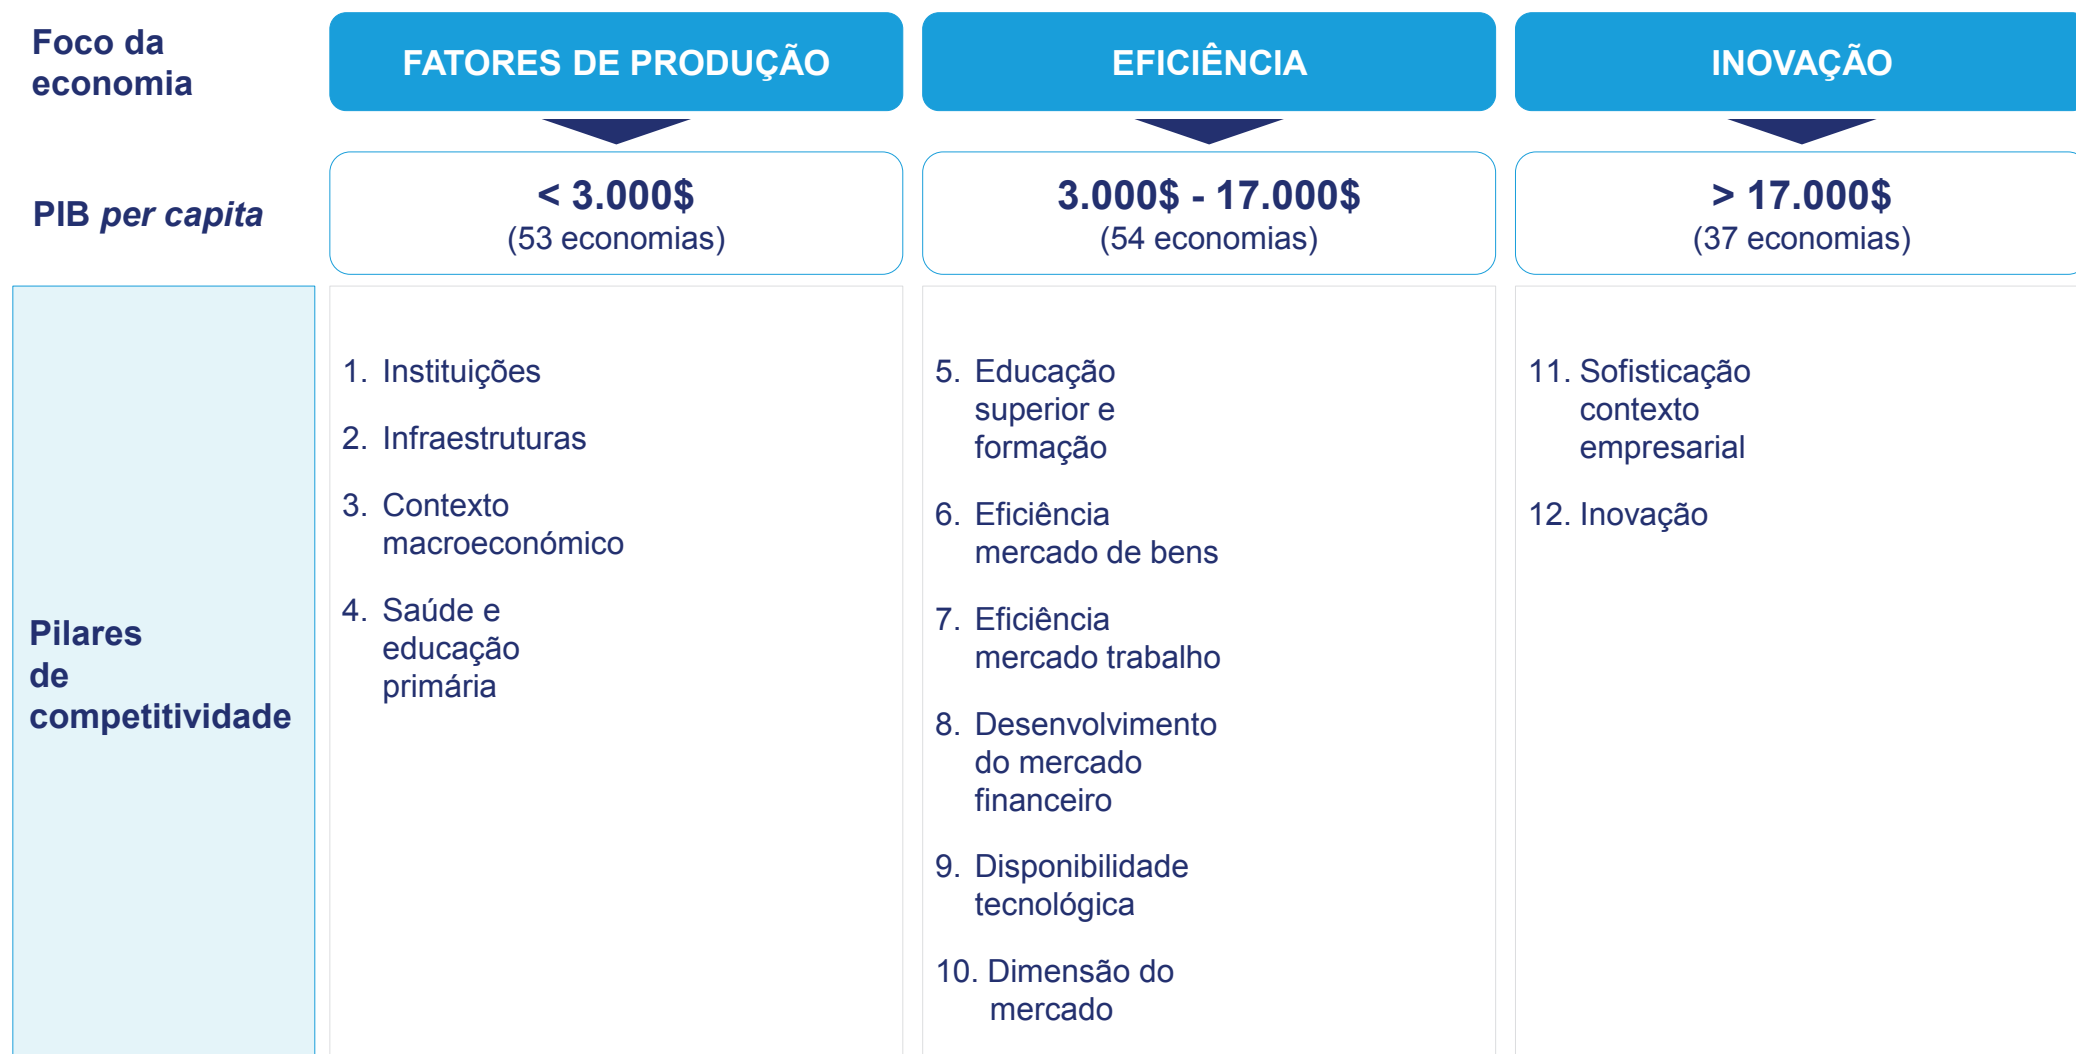 Foco da
economia
FATORES DE PRODUÇÃO
EFICIÊNCIA
INOVAÇÃO
PIB per capita
< 3.000$
(53 economias)
3.000$ - 17.000$
(54 economias)
> 17.000$
(37 economias)
Pilares
de
competitividade
1. Instituições
2. Infraestruturas
3. Contexto
macroeconómico
4. Saúde e
educação
primária
5. Educação
superior e
formação
6. Eficiência
mercado de bens
7. Eficiência
mercado trabalho
8. Desenvolvimento
do mercado
financeiro
9. Disponibilidade
tecnológica
10. Dimensão do
mercado
11. Sofisticação
contexto
empresarial
12. Inovação